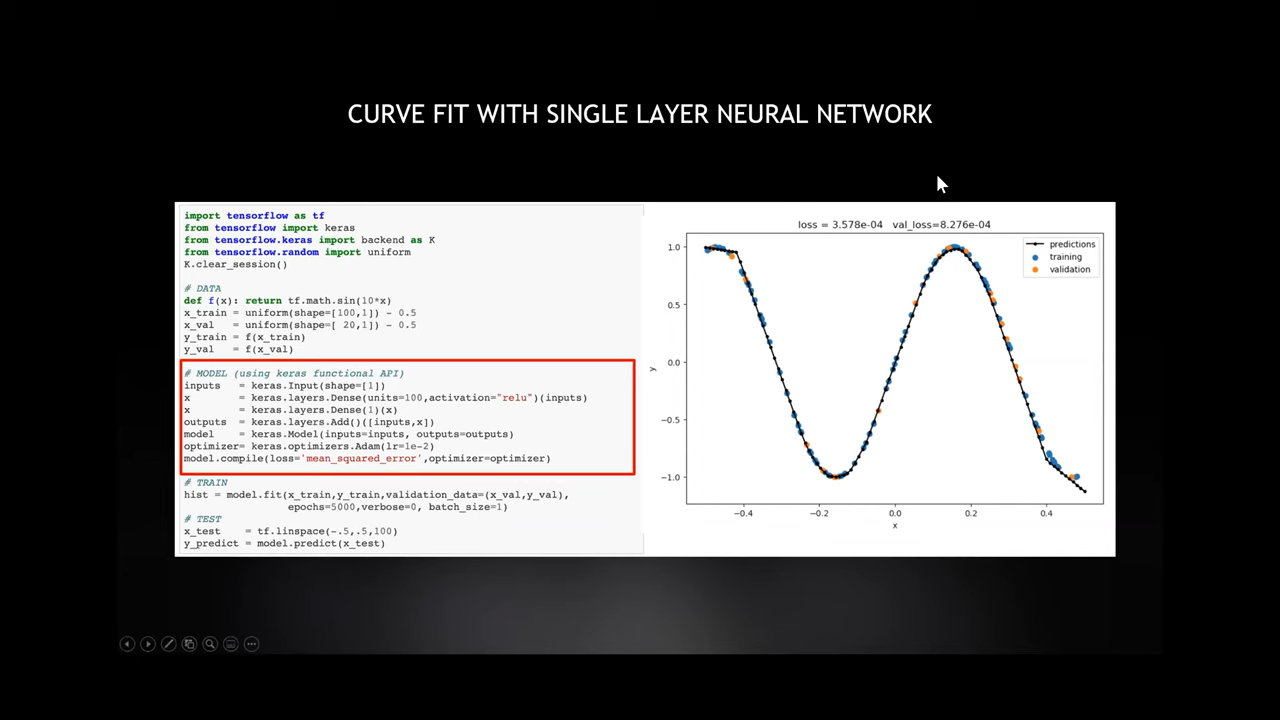 CURVE FIT WITH SINGLE LAYER NEURAL NETWORK
import tensorflow as tf
from tensorflow import keras
from tensorflow.keras import backend as K
from tensorflow.random import uniform
K.clear_session()
# DATA
def f(x): return tf.math.sin(10*x)
x_train = uniform(shape=[100,1]) - 0.5
x_val   = uniform(shape=[ 20,1]) - 0.5
y_train = f(x_train)
y_val   = f(x_val)
# MODEL (using keras functional API)
inputs   = keras.Input(shape=[1])
x        = keras.layers.Dense(units=100,activation="relu")(inputs)
x        = keras.layers.Dense(1)(x)
outputs  = keras.layers.Add()([inputs,x])
model    = keras.Model(inputs=inputs, outputs=outputs)
optimizer= keras.optimizers.Adam(lr=1e-2)
model.compile(loss='mean_squared_error',optimizer=optimizer)
# TRAIN
hist = model.fit(x_train,y_train,validation_data=(x_val,y_val),
epochs=5000,verbose=0, batch_size=1)
# TEST
x_test    = tf.linspace(-.5,.5,100)
y_predict = model.predict(x_test)
loss = 3.578e-04   val_loss=8.276e-04
predictions
training
validation
1.0
0.5
0.0
−0.5
−1.0
y
−0.4
−0.2
0.0
0.2
0.4
x